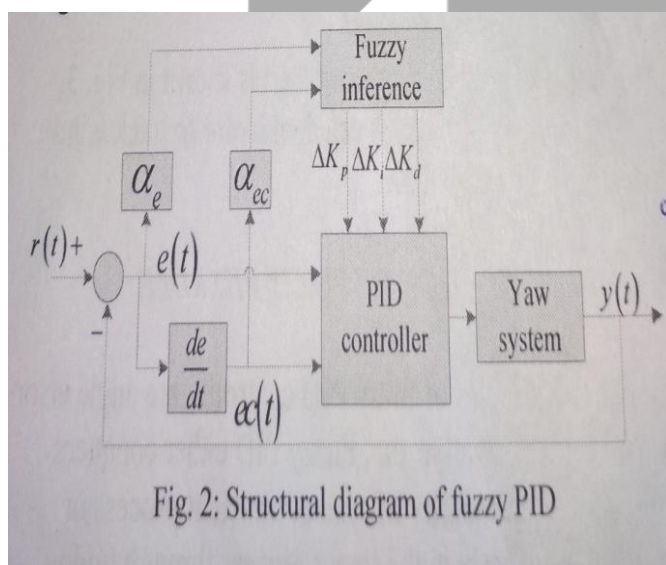 Fuzzy
inference
α_e
α_ec
ΔK_p ΔK_i ΔK_d
r(t)+
e(t)
−
de
dt
ec(t)
PID
controller
Yaw
system
y(t)
Fig. 2: Structural diagram of fuzzy PID